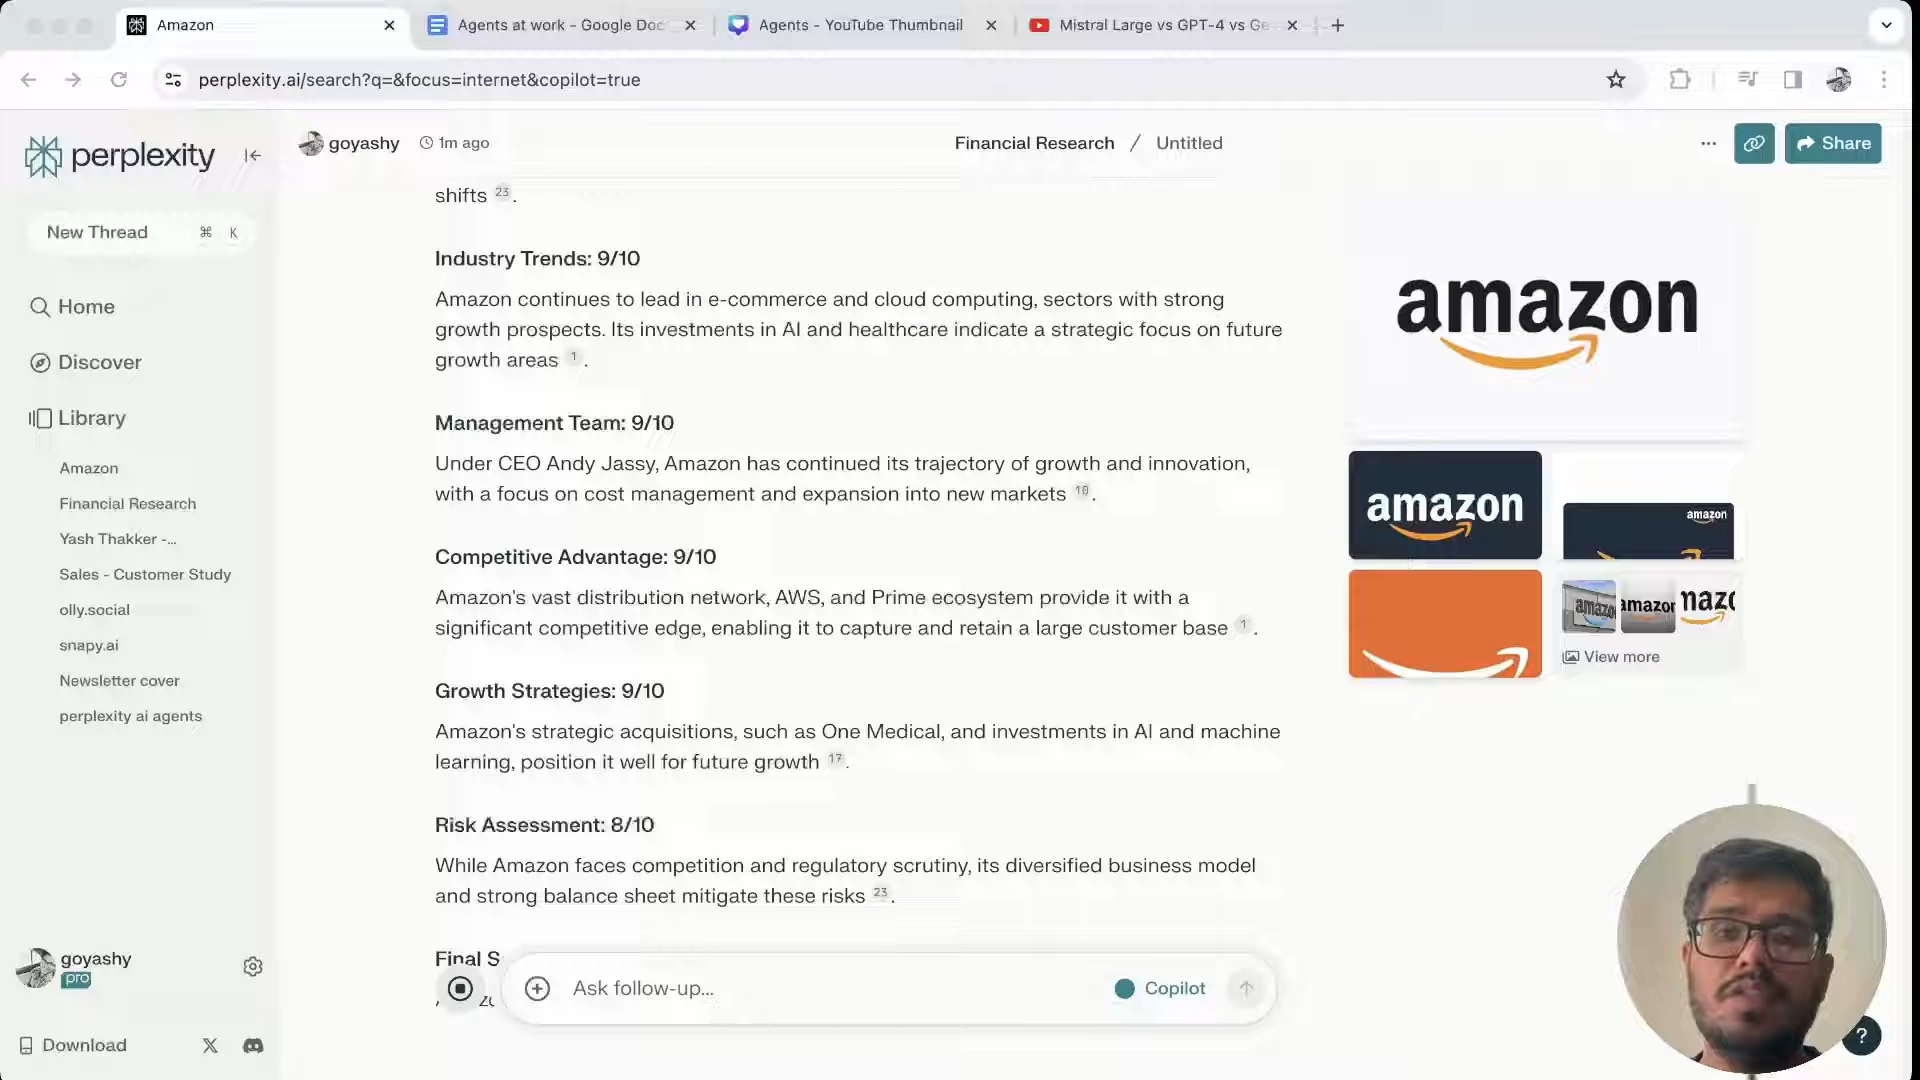 Amazon
Agents at work - Google Doc
Agents - YouTube Thumbnail
Mistral Large vs GPT-4 vs Ge
perplexity.ai/search?q=&focus=internet&copilot=true
perplexity
goyashy
1m ago
Financial Research / Untitled
Share
New Thread ⌘ K
Home
Discover
Library
Amazon
Financial Research
Yash Thakker -...
Sales - Customer Study
olly.social
snapy.ai
Newsletter cover
perplexity ai agents
goyashy
pro
Download
shifts 23.
Industry Trends: 9/10
Amazon continues to lead in e-commerce and cloud computing, sectors with strong
growth prospects. Its investments in AI and healthcare indicate a strategic focus on future
growth areas 1.
Management Team: 9/10
Under CEO Andy Jassy, Amazon has continued its trajectory of growth and innovation,
with a focus on cost management and expansion into new markets 10.
Competitive Advantage: 9/10
Amazon's vast distribution network, AWS, and Prime ecosystem provide it with a
significant competitive edge, enabling it to capture and retain a large customer base 1.
Growth Strategies: 9/10
Amazon's strategic acquisitions, such as One Medical, and investments in AI and machine
learning, position it well for future growth 17.
Risk Assessment: 8/10
While Amazon faces competition and regulatory scrutiny, its diversified business model
and strong balance sheet mitigate these risks 23.
Final S
Ask follow-up...
Copilot
amazon
amazon
amazon
amazon
amazon
mazo
View more
?